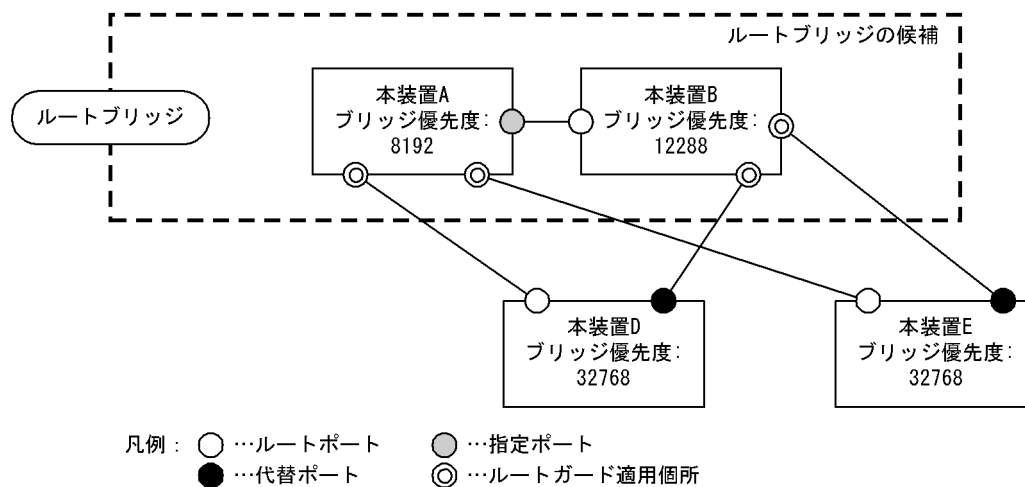 ルートブリッジの候補
ルートブリッジ
本装置A
ブリッジ優先度:
8192
本装置B
ブリッジ優先度:
12288
本装置D
ブリッジ優先度:
32768
本装置E
ブリッジ優先度:
32768
凡例: …ルートポート …指定ポート
…代替ポート …ルートガード適用個所